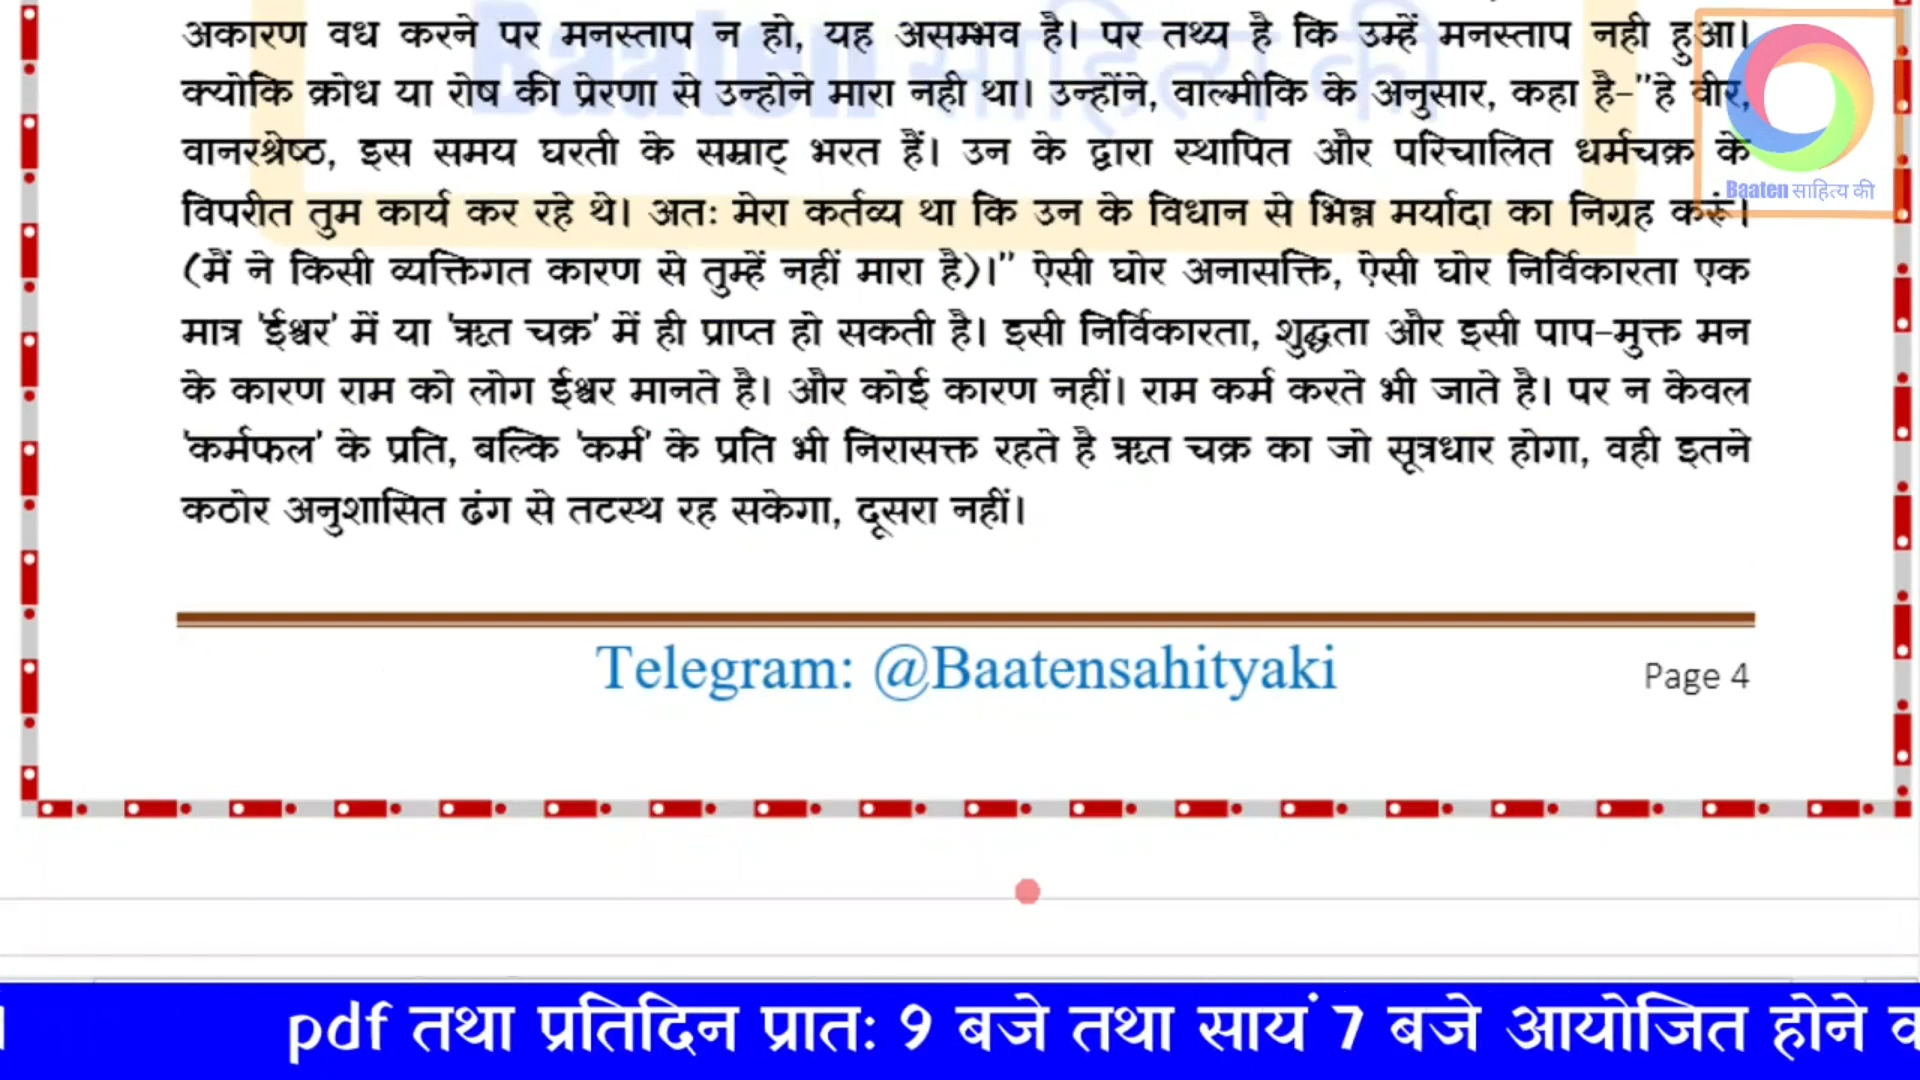 अकारण वध करने पर मनस्ताप न हो, यह असम्भव है। पर तथ्य है कि उम्हें मनस्ताप नही हुआ।
क्योकि क्रोध या रोष की प्रेरणा से उन्होने मारा नही था। उन्होंने, वाल्मीकि के अनुसार, कहा है-"हे वीर,
वानरश्रेष्ठ, इस समय घरती के सम्राट् भरत हैं। उन के द्वारा स्थापित और परिचालित धर्मचक्र के
विपरीत तुम कार्य कर रहे थे। अतः मेरा कर्तव्य था कि उन के विधान से भिन्न मर्यादा का निग्रह करूं।
(मैं ने किसी व्यक्तिगत कारण से तुम्हें नहीं मारा है)।" ऐसी घोर अनासक्ति, ऐसी घोर निर्विकारता एक
मात्र 'ईश्वर' में या 'ऋत चक्र' में ही प्राप्त हो सकती है। इसी निर्विकारता, शुद्धता और इसी पाप-मुक्त मन
के कारण राम को लोग ईश्वर मानते है। और कोई कारण नहीं। राम कर्म करते भी जाते है। पर न केवल
'कर्मफल' के प्रति, बल्कि 'कर्म' के प्रति भी निरासक्त रहते है ऋत चक्र का जो सूत्रधार होगा, वही इतने
कठोर अनुशासित ढंग से तटस्थ रह सकेगा, दूसरा नहीं।
Baaten साहित्य की
Baaten साहित्य की
Telegram: @Baatensahityaki
Page 4
pdf तथा प्रतिदिन प्रातः 9 बजे तथा सायं 7 बजे आयोजित होने